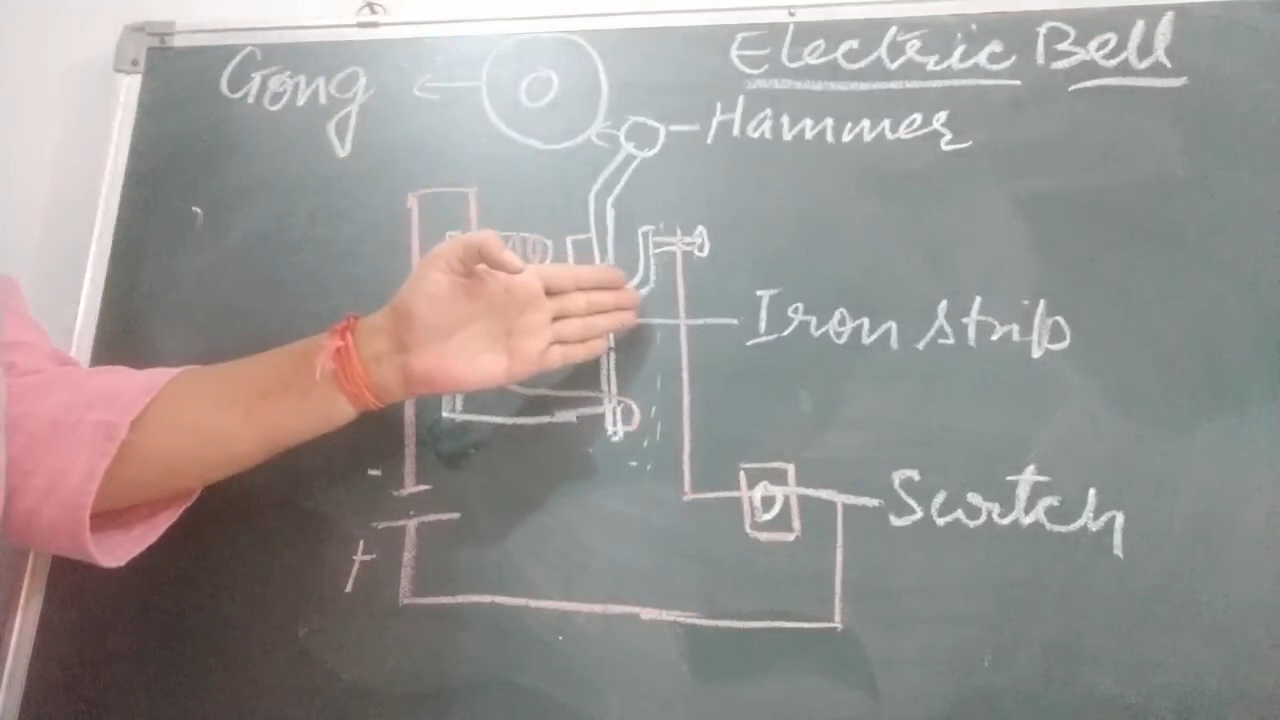 Electric Bell
Gong
Hammer
Iron strip
Switch
-
+